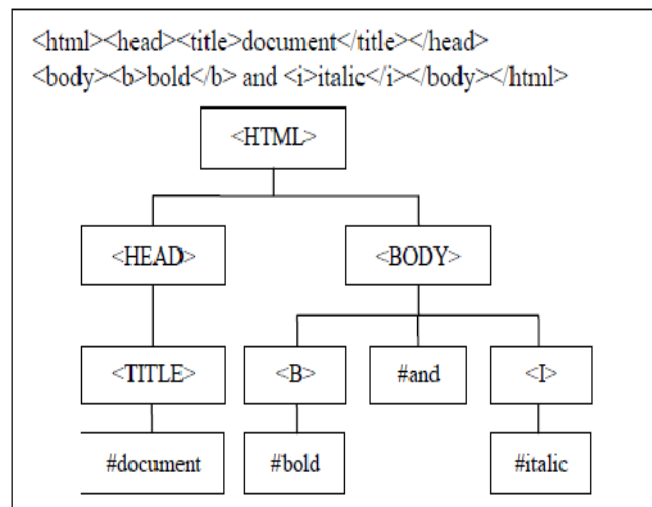 <html><head><title>document</title></head>
<body><b>bold</b> and <i>italic</i></body></html>
<HTML>
<HEAD> <BODY>
<TITLE> <B> #and <I>
#document #bold #italic